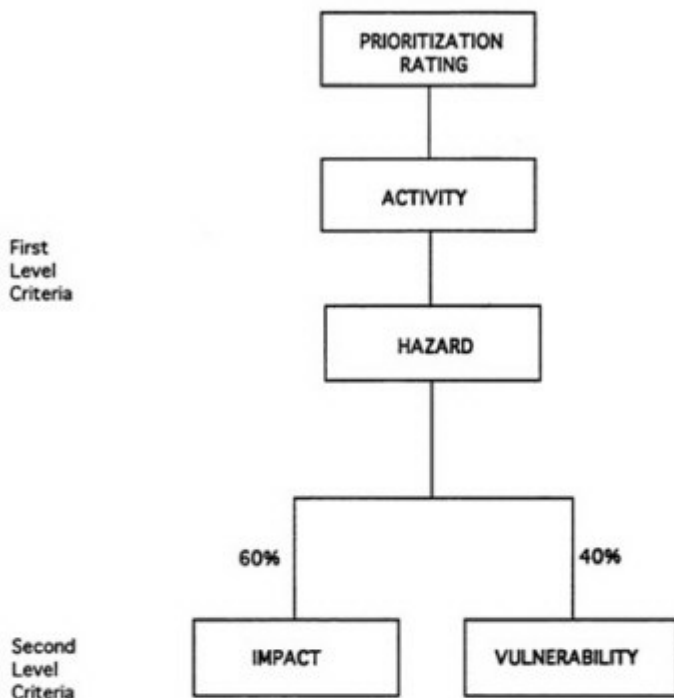 PRIORITIZATION
RATING
ACTIVITY
First
Level
Criteria
HAZARD
60%
40%
Second
Level
Criteria
IMPACT
VULNERABILITY